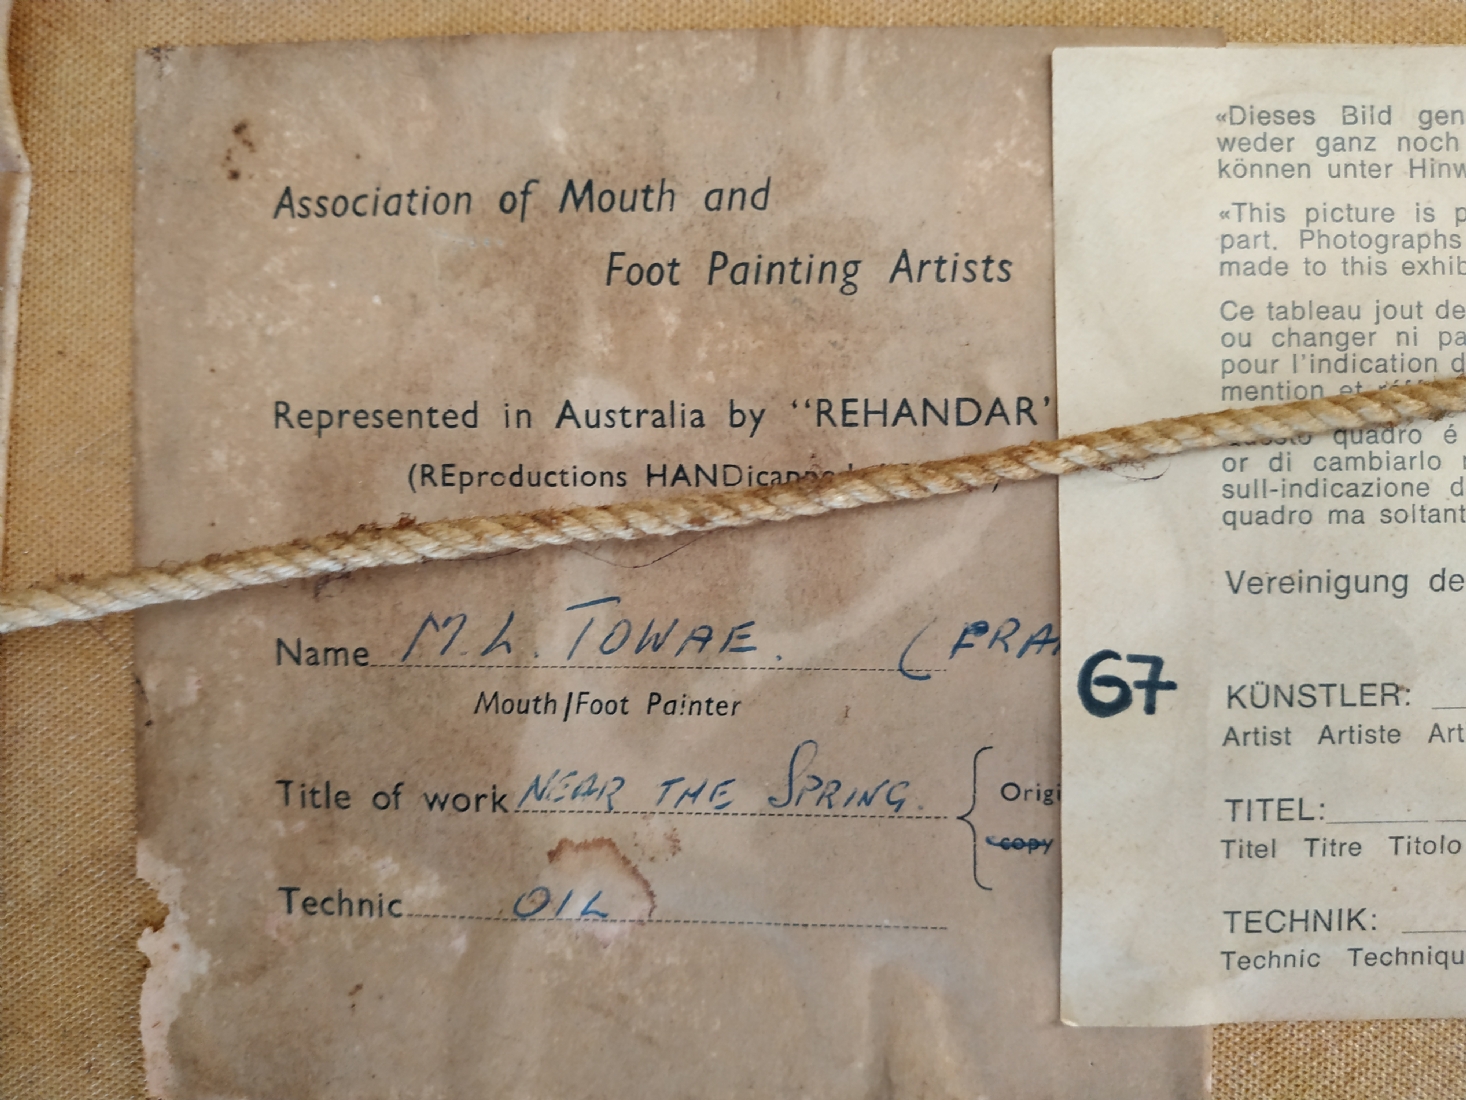 Association of Mouth and
Foot Painting Artists
Represented in Australia by “REHANDAR”
(REproductions HANDicapped
Name M. L. TOWAE. (FRA
Mouth/Foot Painter
Title of work NEAR THE SPRING. { Origi
copy
Technic OIL
«Dieses Bild gen
weder ganz noch
können unter Hinw
«This picture is p
part. Photographs
made to this exhib
Ce tableau jout de
ou changer ni pa
pour l'indication d
mention et
quadro é
or di cambiarlo
sull-indicazione d
quadro ma soltant
Vereinigung de
67
KÜNSTLER:
Artist Artiste Art
TITEL:
Titel Titre Titolo
TECHNIK:
Technic Techniqu